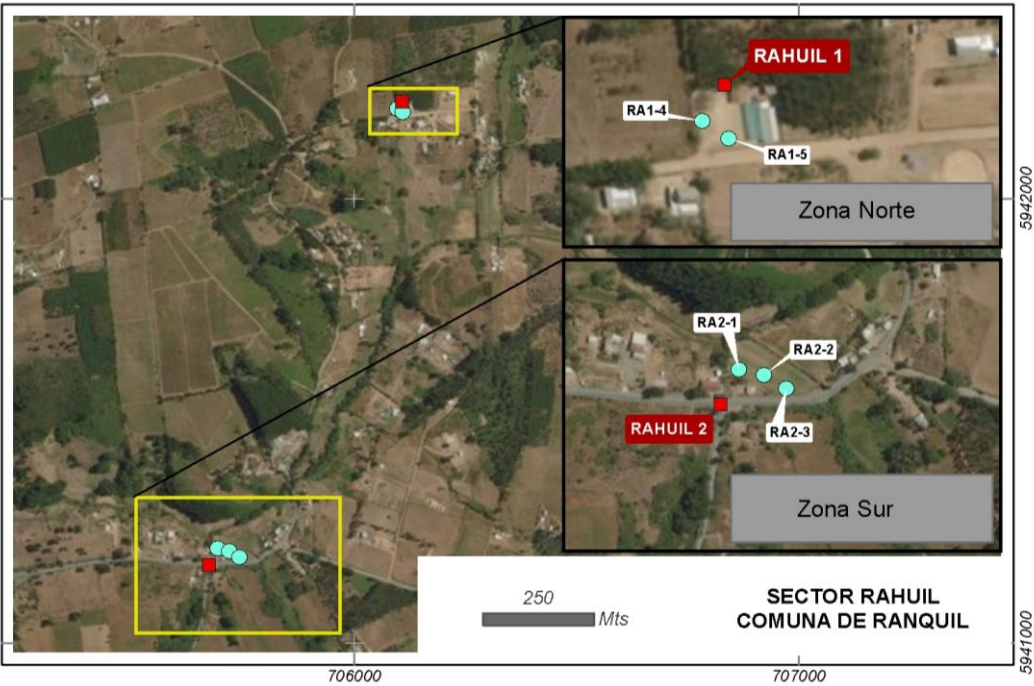 RAHUIL 1
RA1-4
RA1-5
Zona Norte
5942000
RA2-1
RA2-2
RAHUIL 2
RA2-3
Zona Sur
250
Mts
SECTOR RAHUIL
COMUNA DE RANQUIL
5941000
706000
707000